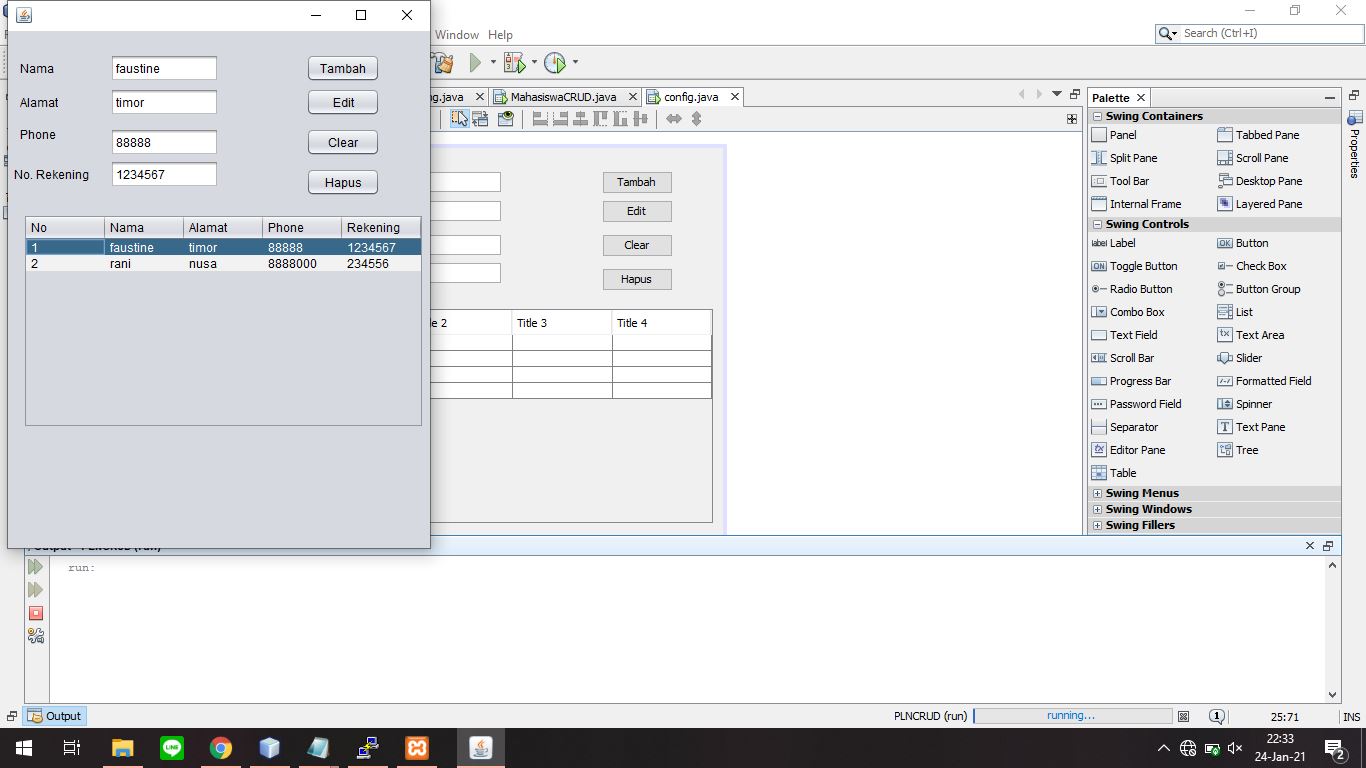 Nama
faustine
Tambah
Alamat
timor
Edit
Phone
88888
Clear
No. Rekening
1234567
Hapus
No Nama Alamat Phone Rekening
1 faustine timor 88888 1234567
2 rani nusa 8888000 234556
Window Help
Search (Ctrl+I)
MahasiswaCRUD.java
config.java
Tambah
Edit
Clear
Hapus
Title 3 Title 4
Palette
Swing Containers
Panel Tabbed Pane
Split Pane Scroll Pane
Tool Bar Desktop Pane
Internal Frame Layered Pane
Swing Controls
label Label OK Button
ON Toggle Button Check Box
Radio Button Button Group
Combo Box List
Text Field Text Area
Scroll Bar Slider
Progress Bar Formatted Field
Password Field Spinner
Separator Text Pane
Editor Pane Tree
Table
Swing Menus
Swing Windows
Swing Fillers
Properties
run:
Output
PLNCRUD (run)
running...
1
25:71
INS
LINE
22:33
24-Jan-21
2